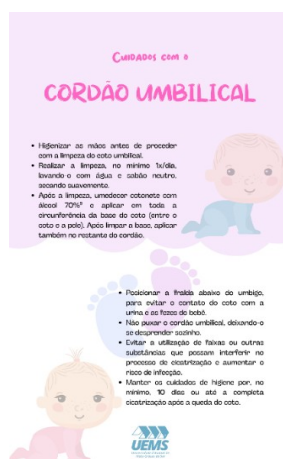 CUIDADOS COM O
CORDÃO UMBILICAL
• Higienizar as mãos antes de proceder
com a limpeza do coto umbilical.
• Realizar a limpeza, no mínimo 1x/dia,
lavando-o com água e sabão neutro,
secando suavemente.
• Após a limpeza, umedecer cotonete com
álcool 70%° e aplicar em toda a
circunferência da base do coto (entre o
coto e a pele). Após limpar a base, aplicar
também no restante do cordão.
• Posicionar a fralda abaixo do umbigo,
para evitar o contato do coto com a
urina e as fezes do bebê.
• Não puxar o cordão umbilical, deixando-o
se desprender sozinho.
• Evitar a utilização de faixas ou outras
substâncias que possam interferir no
processo de cicatrização e aumentar o
risco de infecção.
• Manter os cuidados de higiene por, no
mínimo, 10 dias ou até a completa
cicatrização após a queda do coto.
UEMS